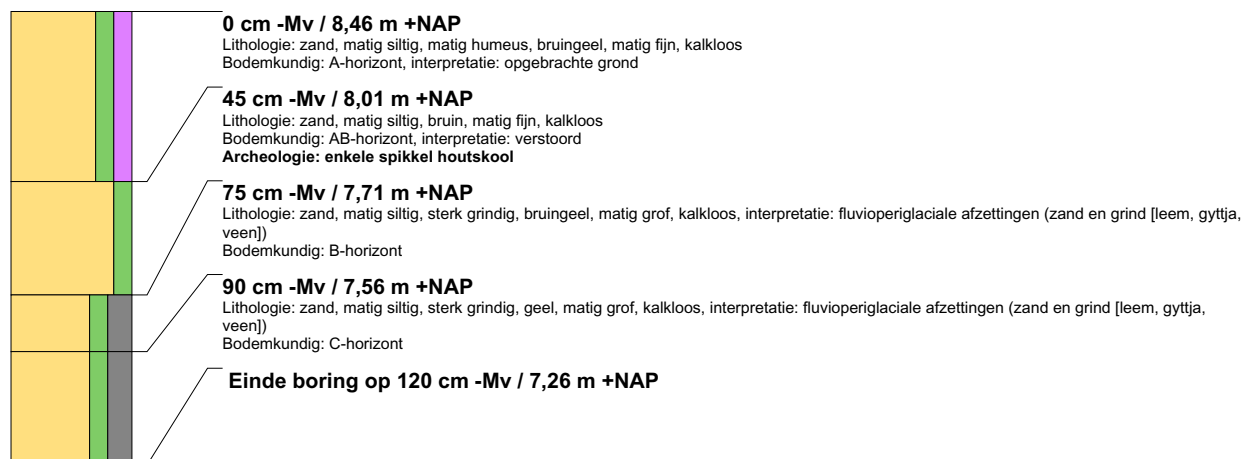 0 cm -Mv / 8,46 m +NAP
Lithologie: zand, matig siltig, matig humeus, bruingeel, matig fijn, kalkloos
Bodemkundig: A-horizont, interpretatie: opgebrachte grond
45 cm -Mv / 8,01 m +NAP
Lithologie: zand, matig siltig, bruin, matig fijn, kalkloos
Bodemkundig: AB-horizont, interpretatie: verstoord
Archeologie: enkele spikkel houtskool
75 cm -Mv / 7,71 m +NAP
Lithologie: zand, matig siltig, sterk grindig, bruingeel, matig grof, kalkloos, interpretatie: fluvioperiglaciale afzettingen (zand en grind [leem, gyttja,
veen])
Bodemkundig: B-horizont
90 cm -Mv / 7,56 m +NAP
Lithologie: zand, matig siltig, sterk grindig, geel, matig grof, kalkloos, interpretatie: fluvioperiglaciale afzettingen (zand en grind [leem, gyttja,
veen])
Bodemkundig: C-horizont
Einde boring op 120 cm -Mv / 7,26 m +NAP